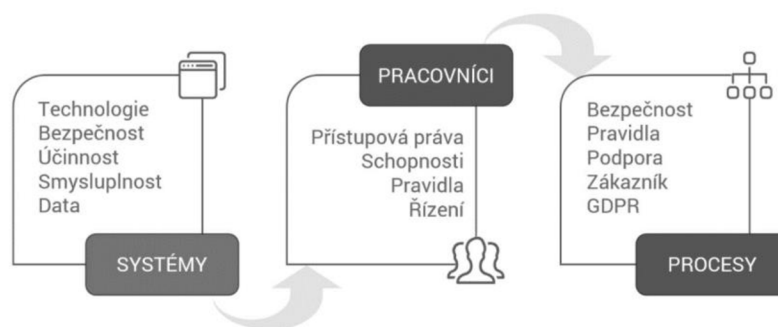 Technologie
Bezpečnost
Účinnost
Smysluplnost
Data
SYSTÉMY
PRACOVNÍCI
Přístupová práva
Schopnosti
Pravidla
Řízení
Bezpečnost
Pravidla
Podpora
Zákazník
GDPR
PROCESY